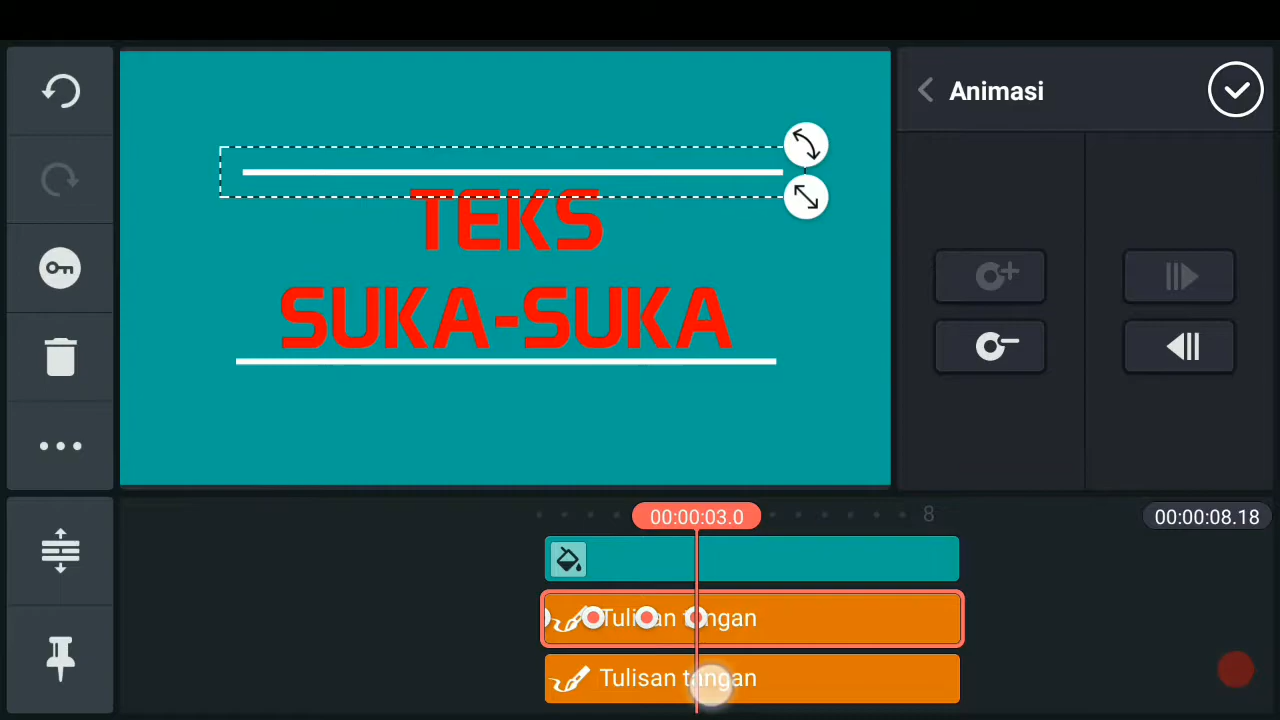 Animasi
TEKS
SUKA-SUKA
00:00:03.0
8
00:00:08.18
Tulisan tangan
Tulisan tangan